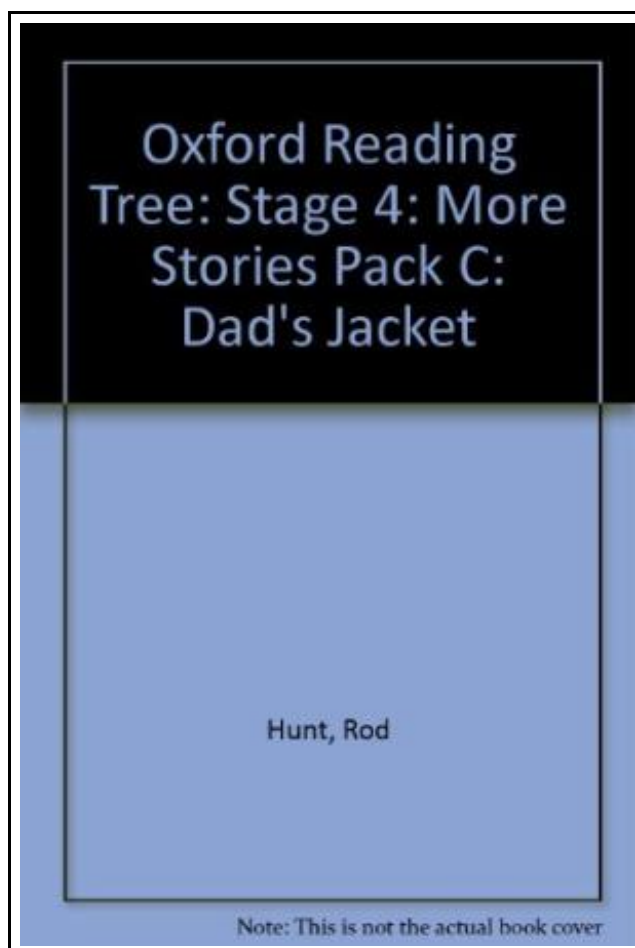 Oxford Reading
Tree: Stage 4: More
Stories Pack C:
Dad's Jacket
Hunt, Rod
Note: This is not the actual book cover